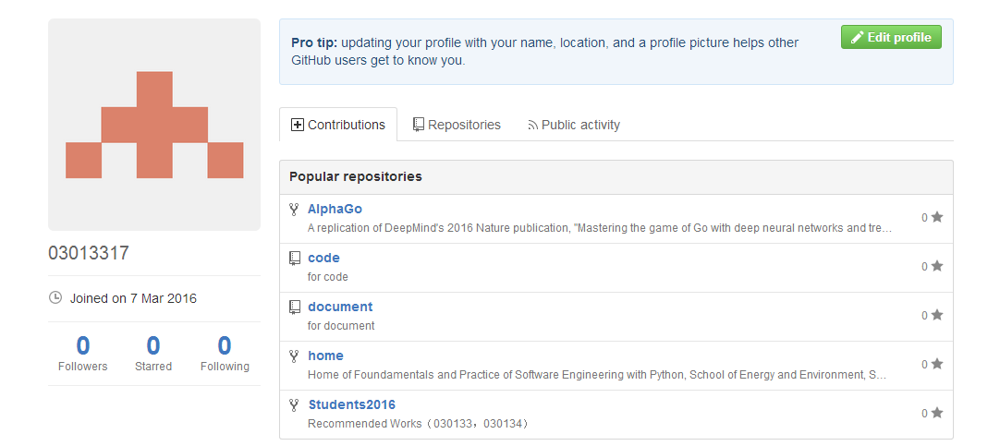 Pro tip: updating your profile with your name, location, and a profile picture helps other
GitHub users get to know you.
Edit profile
Contributions
Repositories
Public activity
Popular repositories
AlphaGo
A replication of DeepMind's 2016 Nature publication, "Mastering the game of Go with deep neural networks and tre…
0
code
for code
0
document
for document
0
home
Home of Foundamentals and Practice of Software Engineering with Python, School of Energy and Environment, S…
0
Students2016
Recommended Works（030133，030134）
0
03013317
Joined on 7 Mar 2016
0
Followers
0
Starred
0
Following